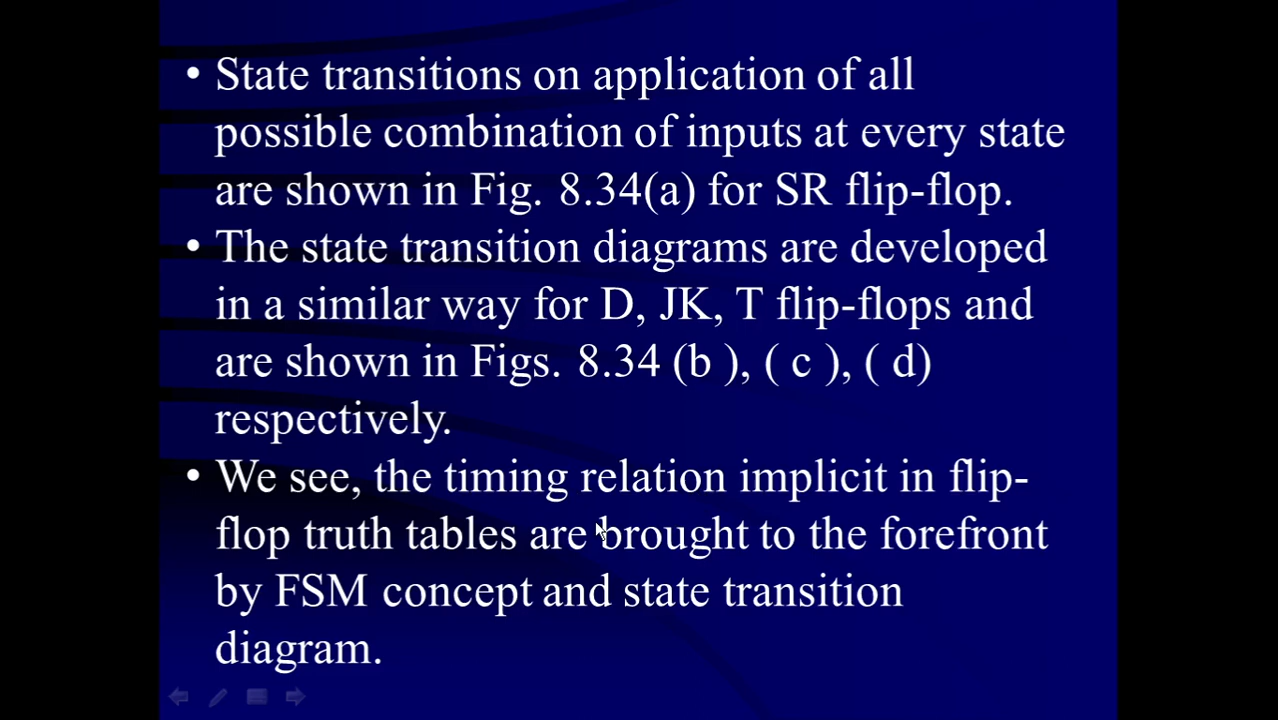 • State transitions on application of all
possible combination of inputs at every state
are shown in Fig. 8.34(a) for SR flip-flop.
• The state transition diagrams are developed
in a similar way for D, JK, T flip-flops and
are shown in Figs. 8.34 (b ), ( c ), ( d)
respectively.
• We see, the timing relation implicit in flip-
flop truth tables are brought to the forefront
by FSM concept and state transition
diagram.